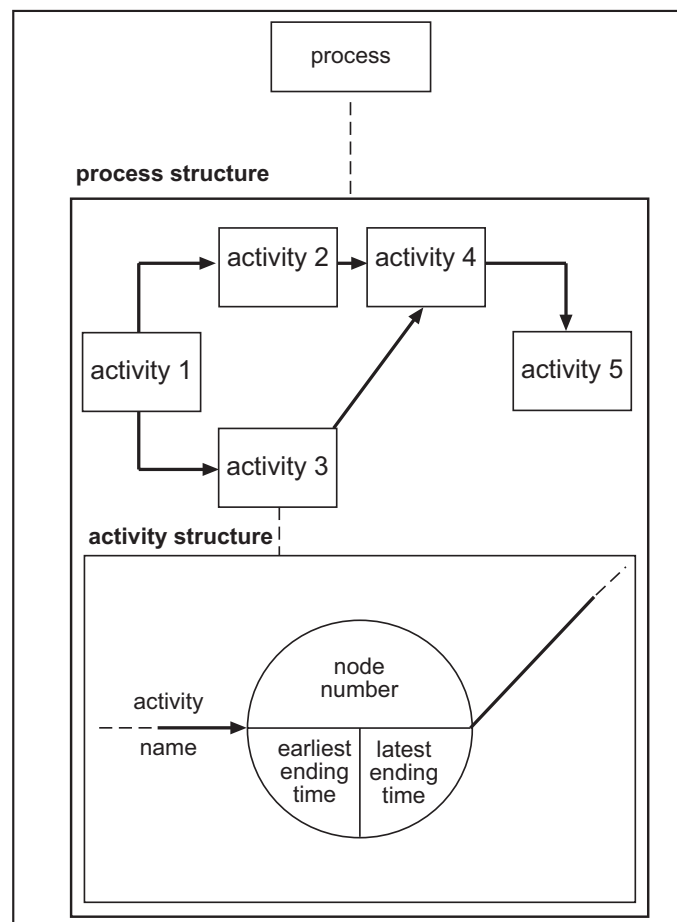 process
process structure
activity 2
activity 4
activity 1
activity 5
activity 3
activity structure
node
number
activity
name
earliest
ending
time
latest
ending
time